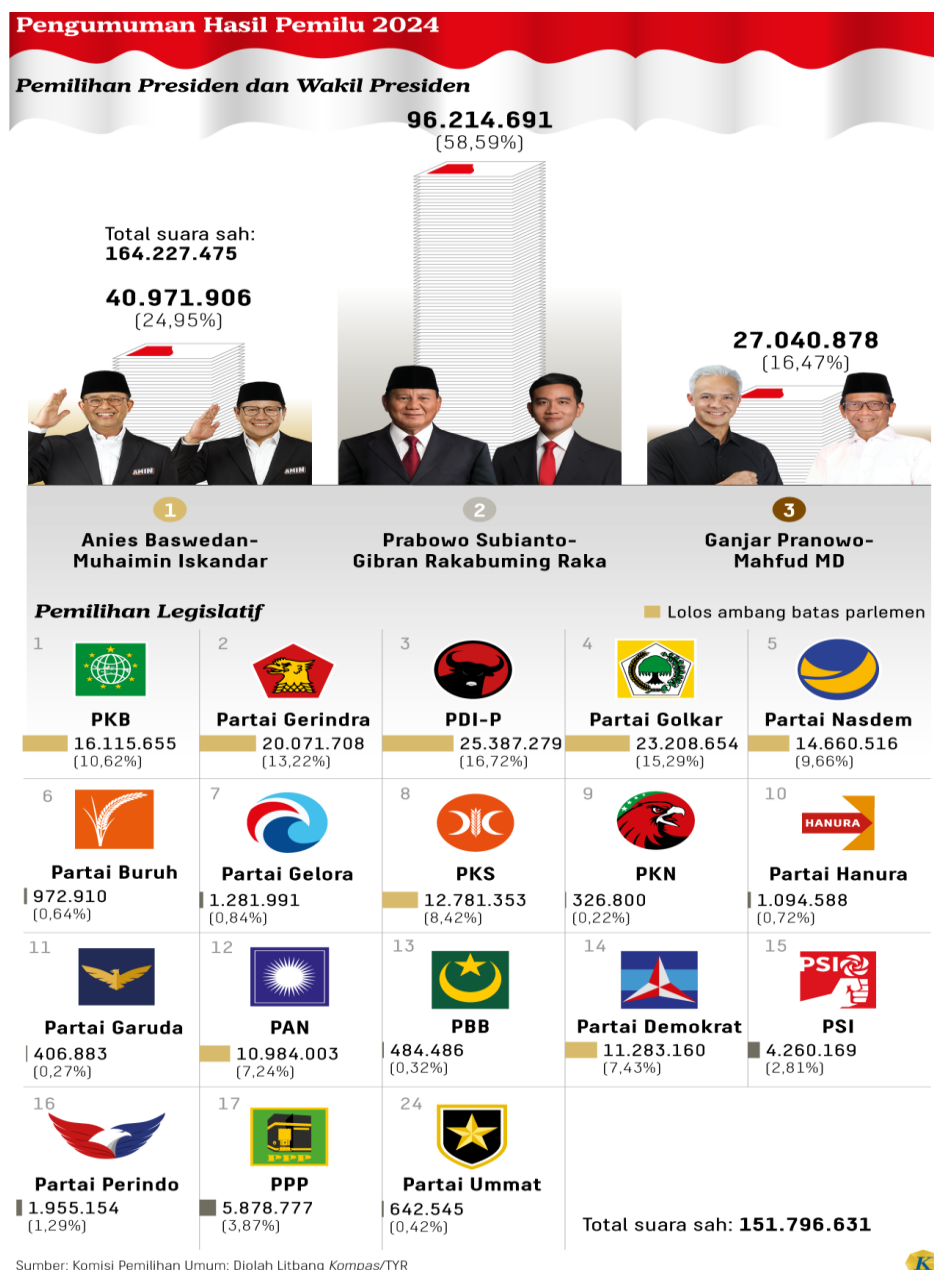 Pengumuman Hasil Pemilu 2024
Pemilihan Presiden dan Wakil Presiden
96.214.691
(58,59%)
Total suara sah:
164.227.475
40.971.906
(24,95%)
27.040.878
(16,47%)
AMIN
AMIN
1
Anies Baswedan-
Muhaimin Iskandar
2
Prabowo Subianto-
Gibran Rakabuming Raka
3
Ganjar Pranowo-
Mahfud MD
Pemilihan Legislatif
Lolos ambang batas parlemen
1
PKB
16.115.655
(10,62%)
2
Partai Gerindra
20.071.708
(13,22%)
3
PDI-P
25.387.279
(16,72%)
4
Partai Golkar
23.208.654
(15,29%)
5
Partai Nasdem
14.660.516
(9,66%)
6
Partai Buruh
972.910
(0,64%)
7
Partai Gelora
1.281.991
(0,84%)
8
PKS
12.781.353
(8,42%)
9
PKN
326.800
(0,22%)
10
HANURA
Partai Hanura
1.094.588
(0,72%)
11
Partai Garuda
406.883
(0,27%)
12
PAN
10.984.003
(7,24%)
13
PBB
484.486
(0,32%)
14
Partai Demokrat
11.283.160
(7,43%)
15
PSI
PSI
4.260.169
(2,81%)
16
Partai Perindo
1.955.154
(1,29%)
17
PPP
PPP
5.878.777
(3,87%)
24
Partai Ummat
642.545
(0,42%)
Total suara sah: 151.796.631
Sumber: Komisi Pemilihan Umum; Diolah Litbang Kompas/TYR
K